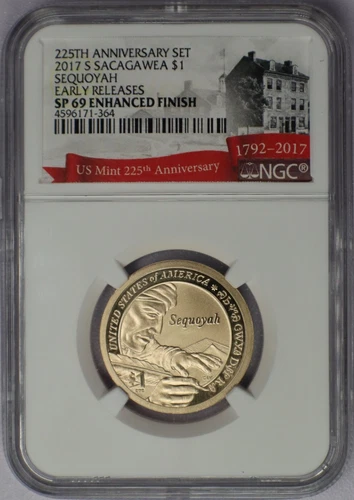 225TH ANNIVERSARY SET
2017 S SACAGAWEA $1
SEQUOYAH
EARLY RELEASES
SP 69 ENHANCED FINISH
4596171-364
1792-2017
US Mint 225th Anniversary
NGC®
UNITED STATES of AMERICA
Sequoyah
$1